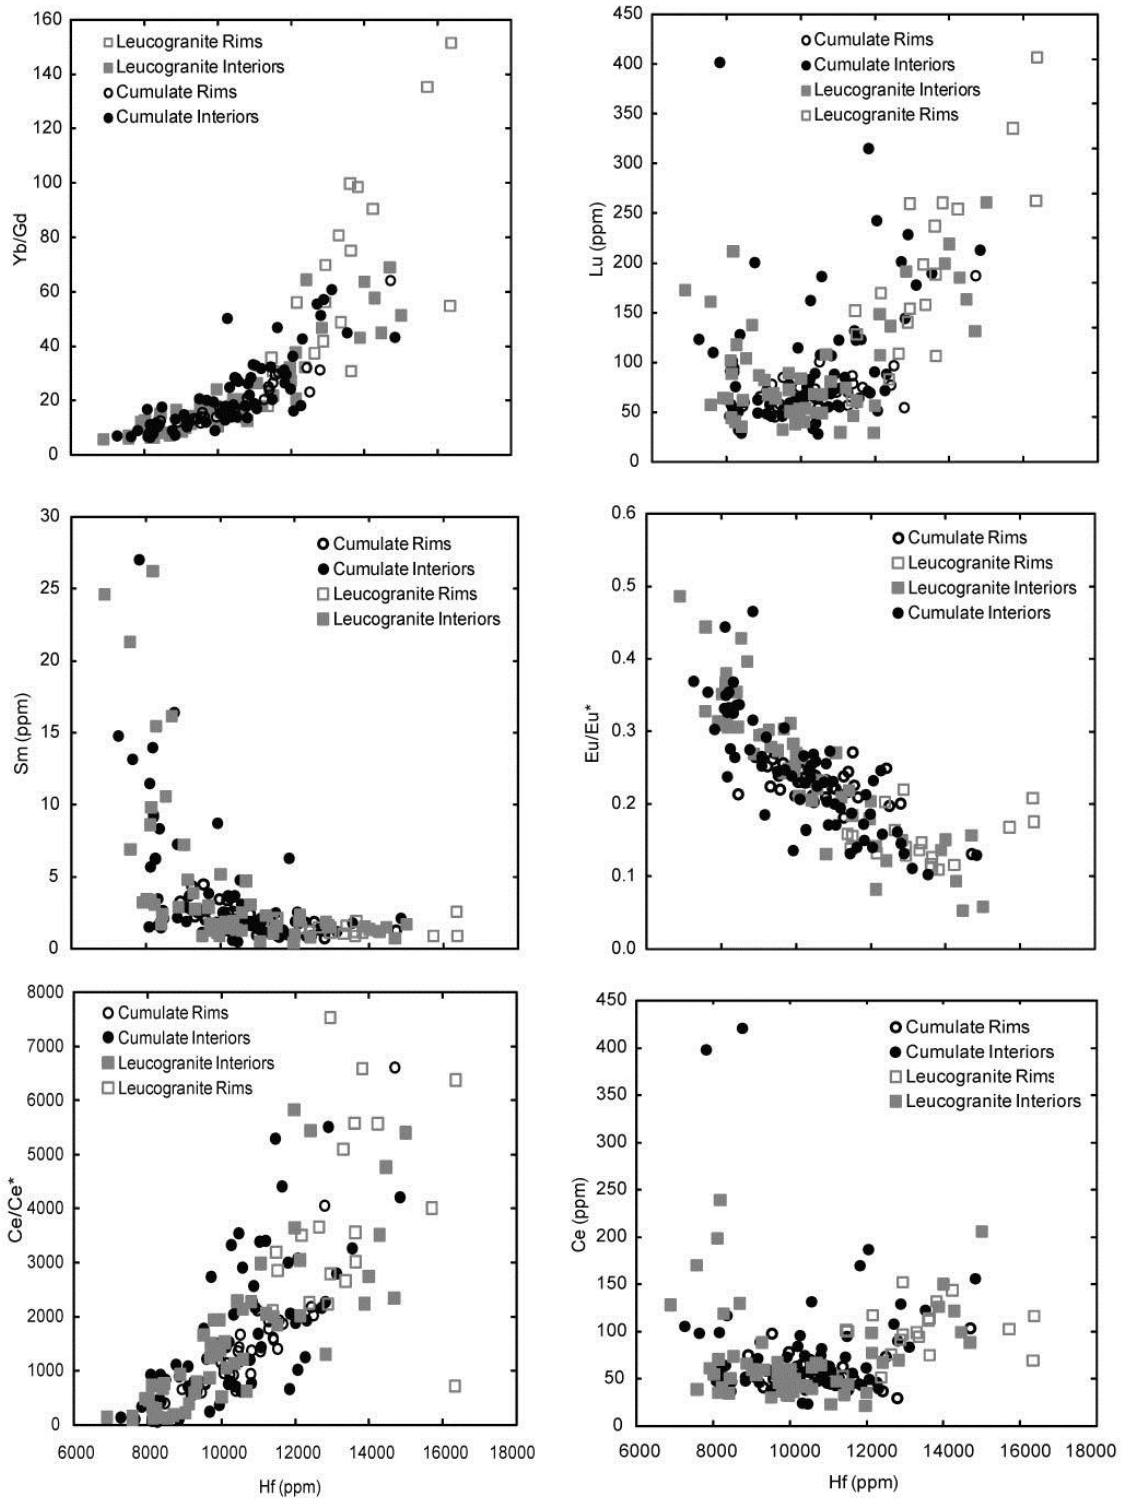 160
140
120
100
80
60
40
20
0
Yb/Gd
Leucogranite Rims
Leucogranite Interiors
Cumulate Rims
Cumulate Interiors
450
400
350
300
250
200
150
100
50
0
Lu (ppm)
Cumulate Rims
Cumulate Interiors
Leucogranite Interiors
Leucogranite Rims
30
25
20
15
10
5
0
Sm (ppm)
Cumulate Rims
Cumulate Interiors
Leucogranite Rims
Leucogranite Interiors
0.6
0.5
0.4
0.3
0.2
0.1
0.0
Eu/Eu*
Cumulate Rims
Leucogranite Rims
Leucogranite Interiors
Cumulate Interiors
8000
7000
6000
5000
4000
3000
2000
1000
0
Ce/Ce*
Cumulate Rims
Cumulate Interiors
Leucogranite Interiors
Leucogranite Rims
6000 8000 10000 12000 14000 16000
Hf (ppm)
450
400
350
300
250
200
150
100
50
0
Ce (ppm)
Cumulate Rims
Cumulate Interiors
Leucogranite Rims
Leucogranite Interiors
6000 8000 10000 12000 14000 16000 18000
Hf (ppm)